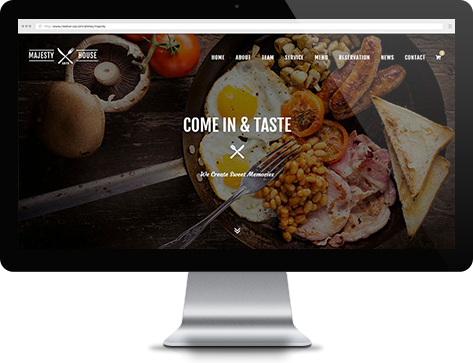 MAJESTY HOUSE
HOME ABOUT TEAM SERVICE MENU RESERVATION NEWS CONTACT
COME IN & TASTE
We Create Sweet Memories